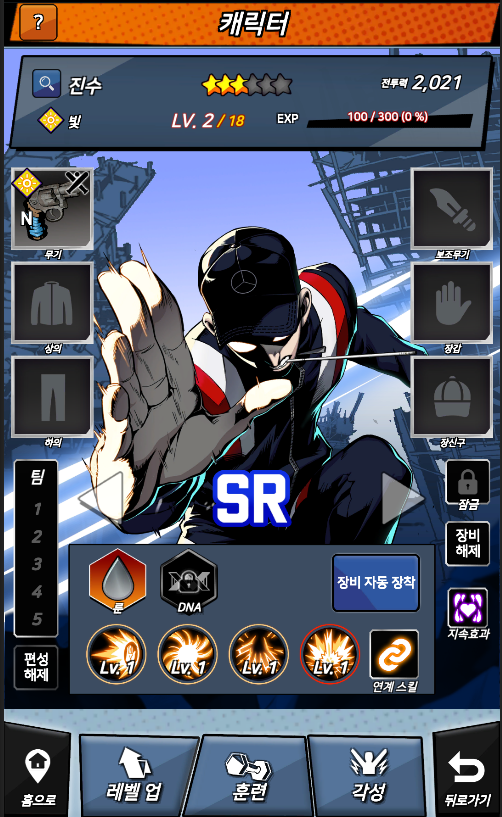 ?
캐릭터
진수
전투력 2,021
빛
LV. 2 / 18
EXP
100 / 300 (0 %)
N
무기
보조무기
상의
장갑
하의
장신구
팀
1
2
3
4
5
SR
잠금
장비
해제
지속효과
편성
해제
룬
DNA
장비 자동 장착
Lv. 1
Lv. 1
Lv. 1
Lv. 1
연계 스킬
홈으로
레벨 업
훈련
각성
뒤로가기